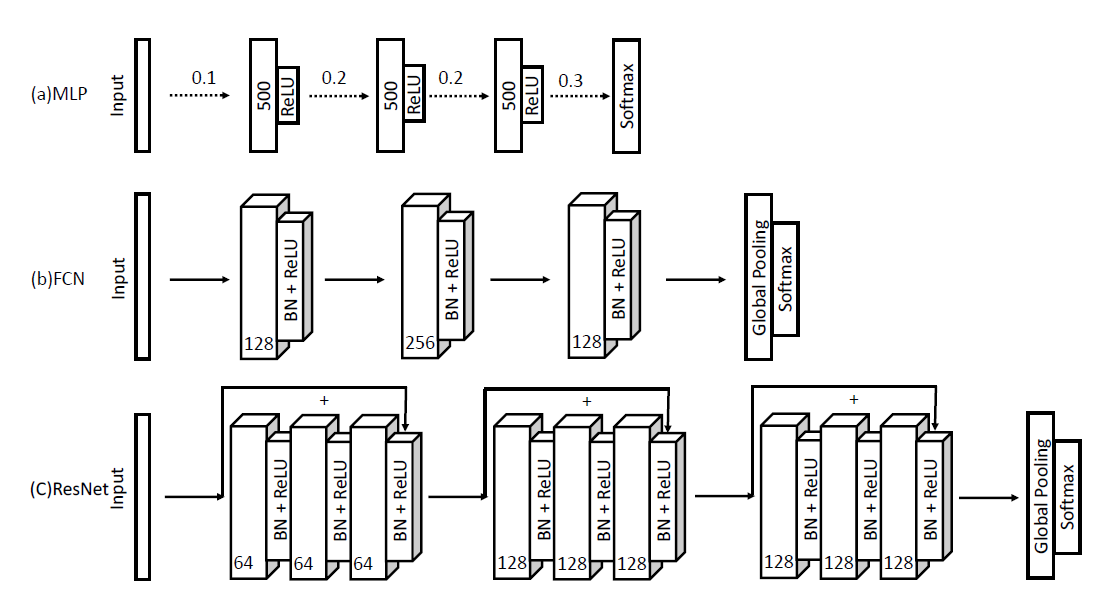 (a)MLP
Input
0.1
500
ReLU
0.2
500
ReLU
0.2
500
ReLU
0.3
Softmax
(b)FCN
Input
128
BN + ReLU
256
BN + ReLU
128
BN + ReLU
Global Pooling
Softmax
(C)ResNet
Input
+
64
BN + ReLU
64
BN + ReLU
64
BN + ReLU
+
128
BN + ReLU
128
BN + ReLU
128
BN + ReLU
+
128
BN + ReLU
128
BN + ReLU
128
BN + ReLU
Global Pooling
Softmax